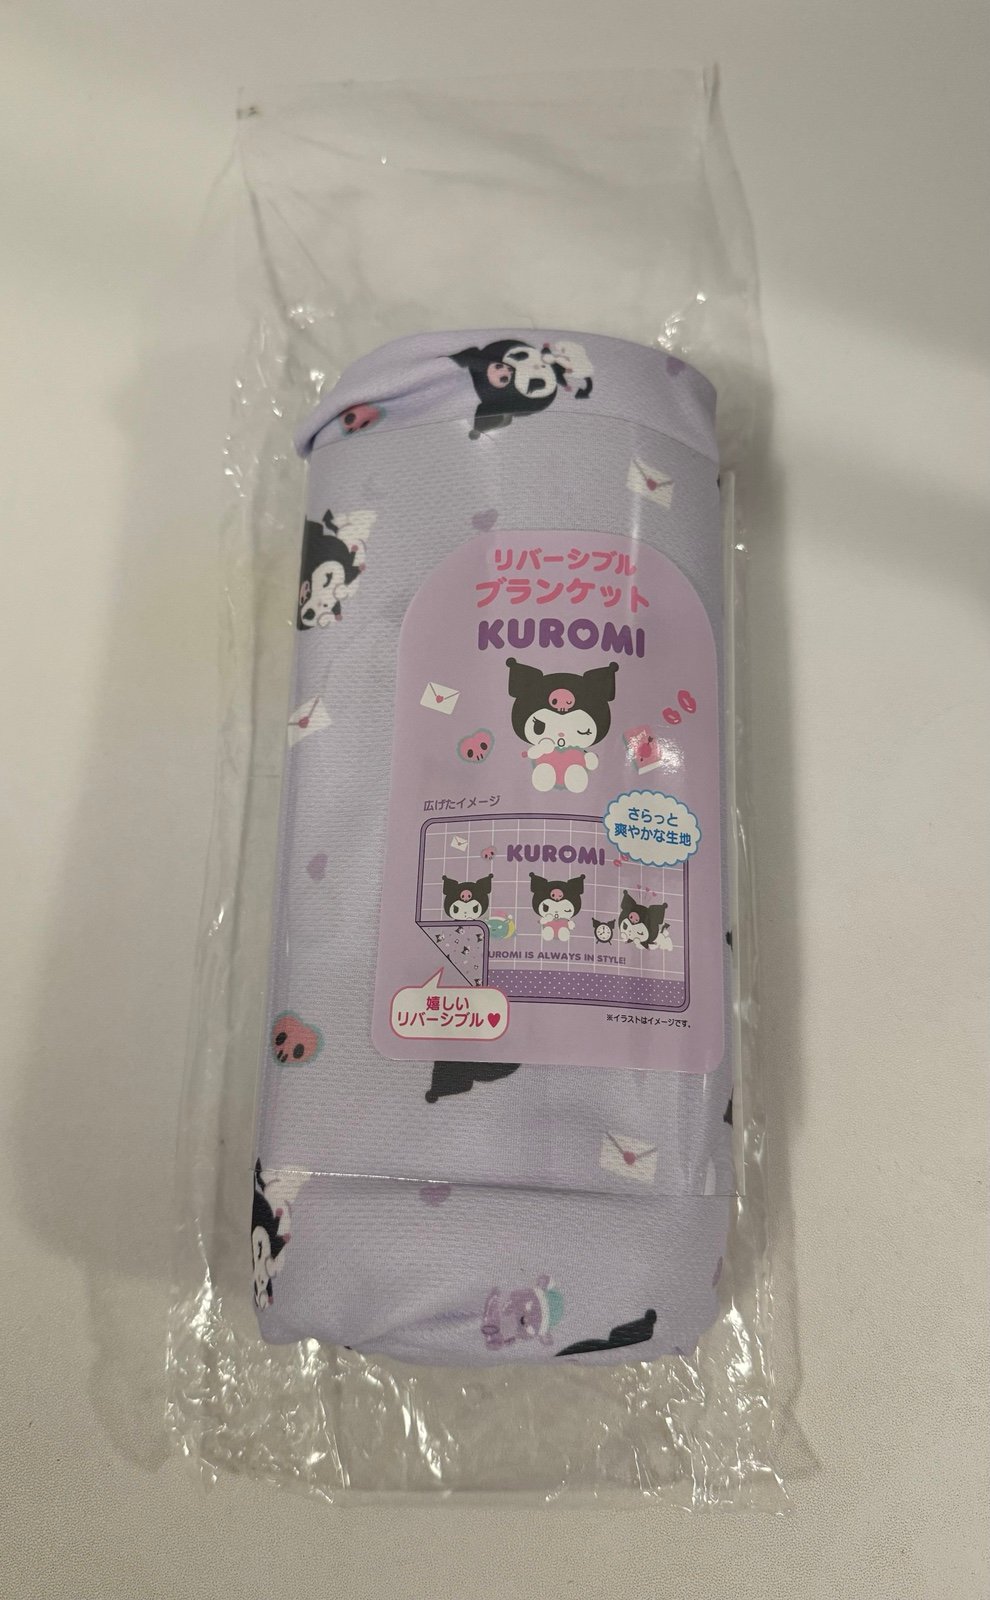 リバーシブル
ブランケット
KUROMI
広げたイメージ
さらっと
爽やかな生地
KUROMI
UROMI IS ALWAYS IN STYLE!
嬉しい
リバーシブル♥
※イラストはイメージです。